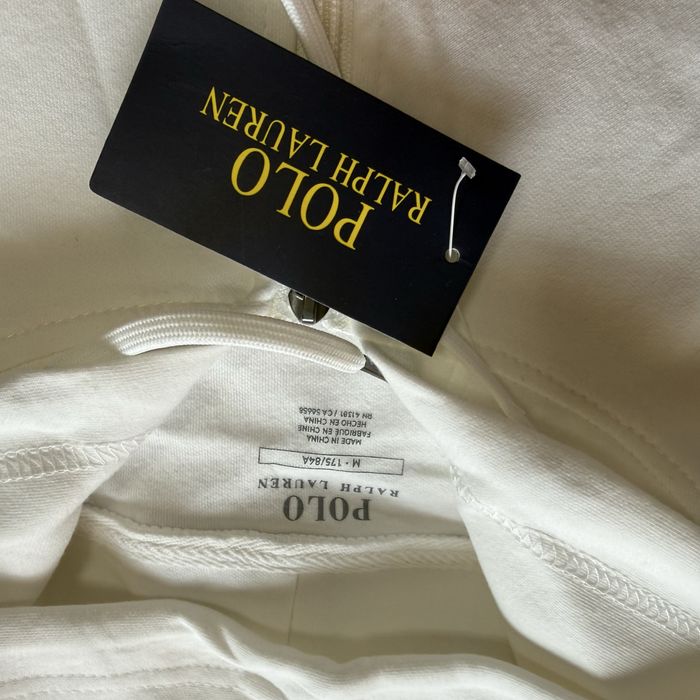 POLO
RALPH LAUREN
POLO
RALPH LAUREN
M - 175/84A
MADE IN CHINA
FABRIQUÉ EN CHINE
HECHO EN CHINA
RN 41381 / CA 56656